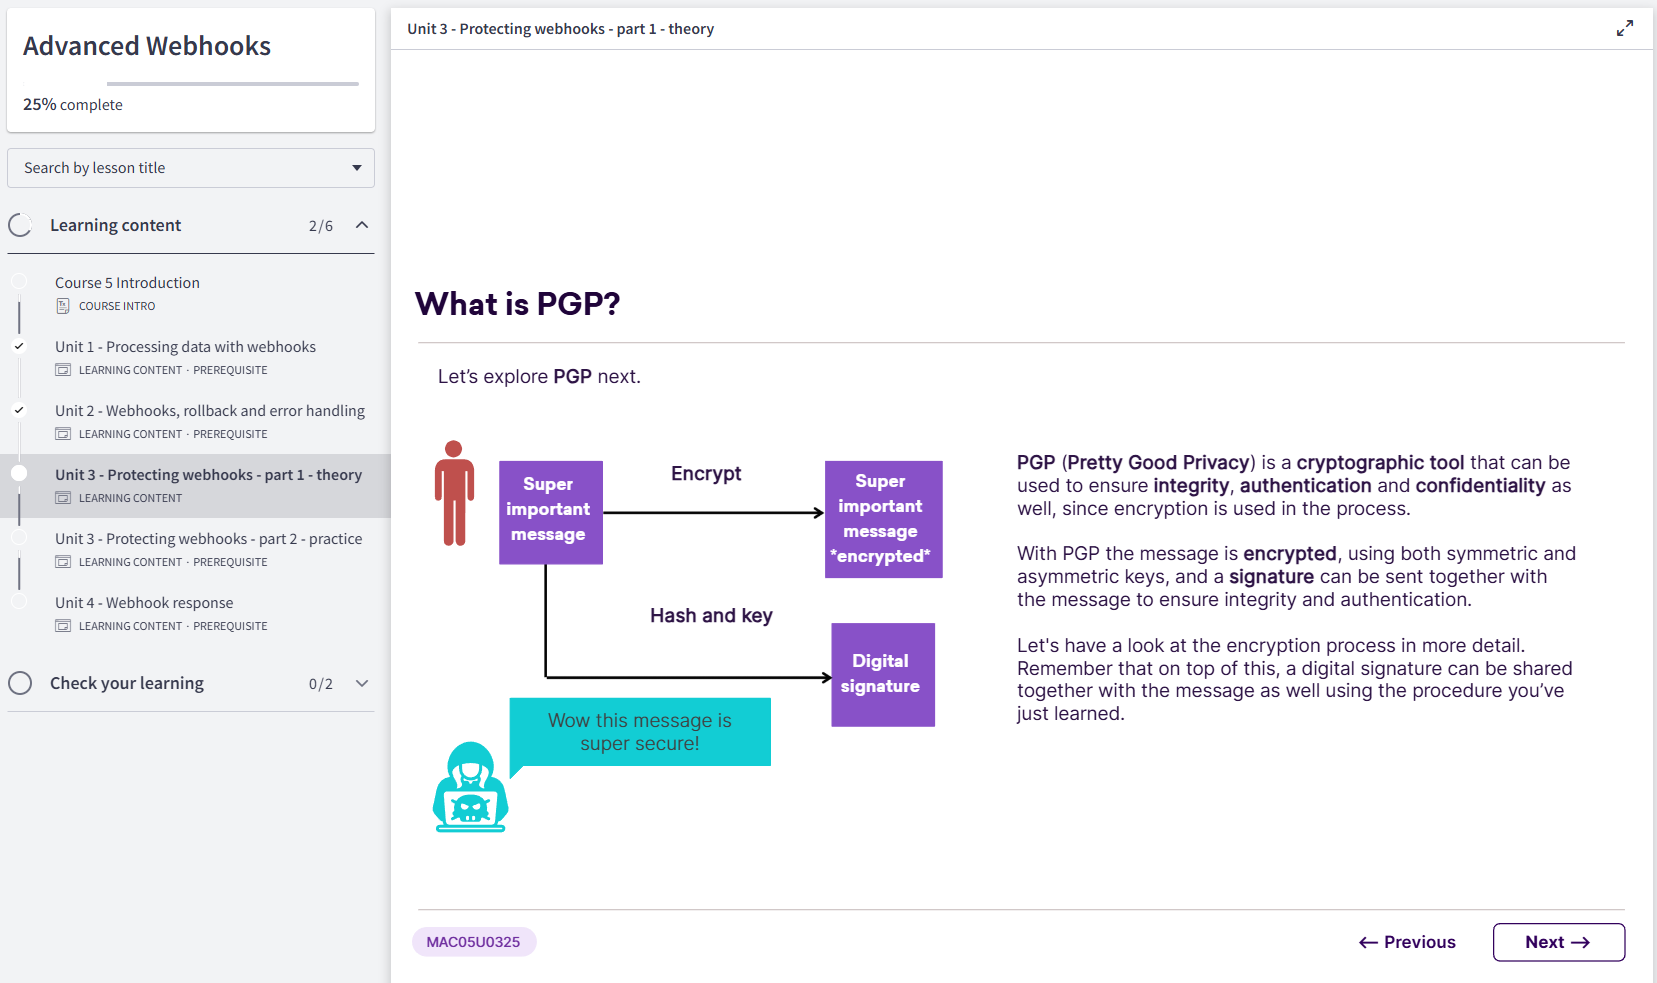 Advanced Webhooks
25% complete
Search by lesson title
Learning content 2/6
Course 5 Introduction
COURSE INTRO
Unit 1 - Processing data with webhooks
LEARNING CONTENT · PREREQUISITE
Unit 2 - Webhooks, rollback and error handling
LEARNING CONTENT · PREREQUISITE
Unit 3 - Protecting webhooks - part 1 - theory
LEARNING CONTENT
Unit 3 - Protecting webhooks - part 2 - practice
LEARNING CONTENT · PREREQUISITE
Unit 4 - Webhook response
LEARNING CONTENT · PREREQUISITE
Check your learning 0/2
Unit 3 - Protecting webhooks - part 1 - theory
What is PGP?
Let's explore PGP next.
Super
important
message
Encrypt
Super
important
message
*encrypted*
Hash and key
Digital
signature
Wow this message is
super secure!
PGP (Pretty Good Privacy) is a cryptographic tool that can be
used to ensure integrity, authentication and confidentiality as
well, since encryption is used in the process.
With PGP the message is encrypted, using both symmetric and
asymmetric keys, and a signature can be sent together with
the message to ensure integrity and authentication.
Let's have a look at the encryption process in more detail.
Remember that on top of this, a digital signature can be shared
together with the message as well using the procedure you've
just learned.
MAC05U0325
← Previous
Next →